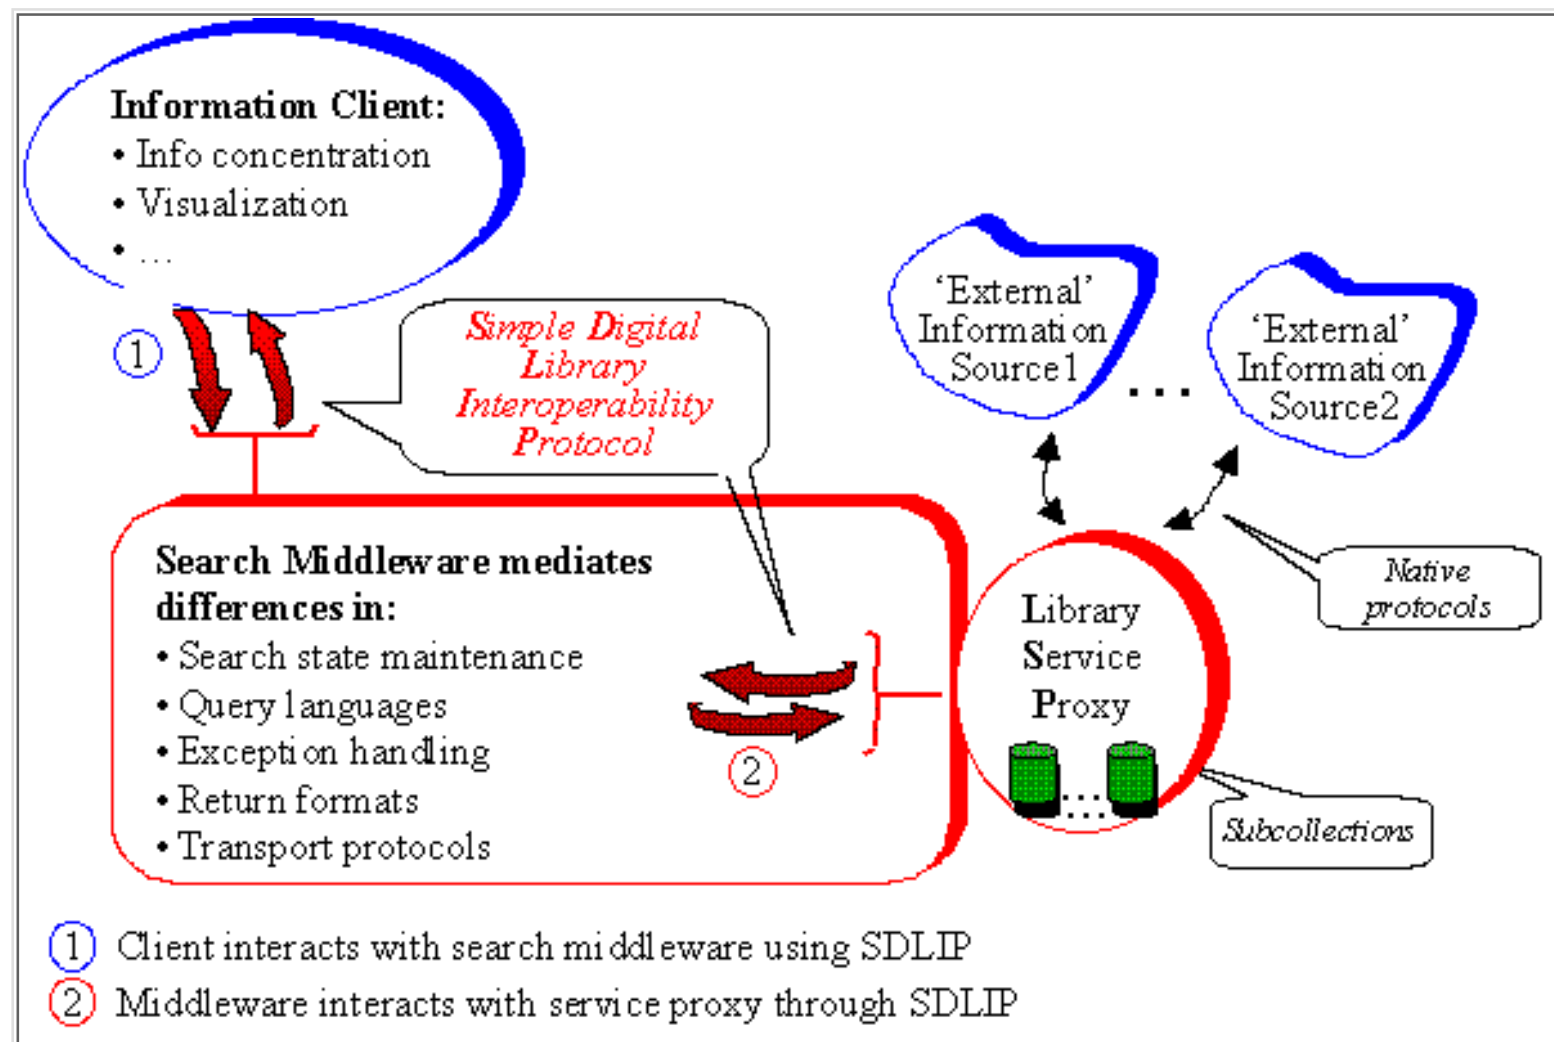 Information Client:
• Info concentration
• Visualization
• ...
1
Simple Digital
Library
Interoperability
Protocol
‘External’
Information
Source1
...
‘External’
Information
Source2
Native
protocols
Search Middleware mediates
differences in:
• Search state maintenance
• Query languages
• Exception handling
• Return formats
• Transport protocols
2
Library
Service
Proxy
...
...
Subcollections
1 Client interacts with search middleware using SDLIP
2 Middleware interacts with service proxy through SDLIP